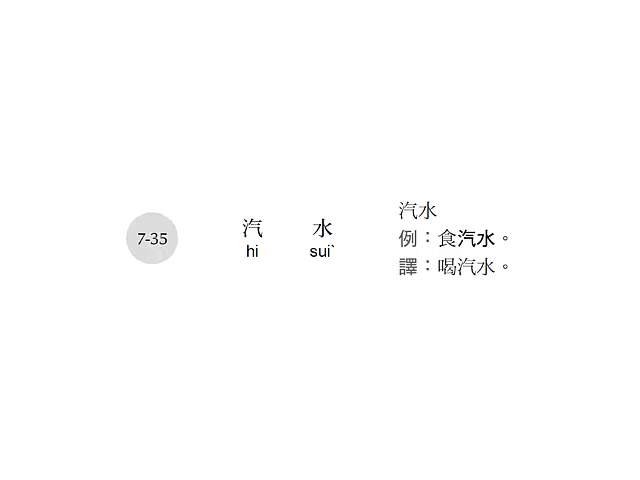 7-35
汽 水
hi suiˋ
汽水
例：食汽水。
譯：喝汽水。